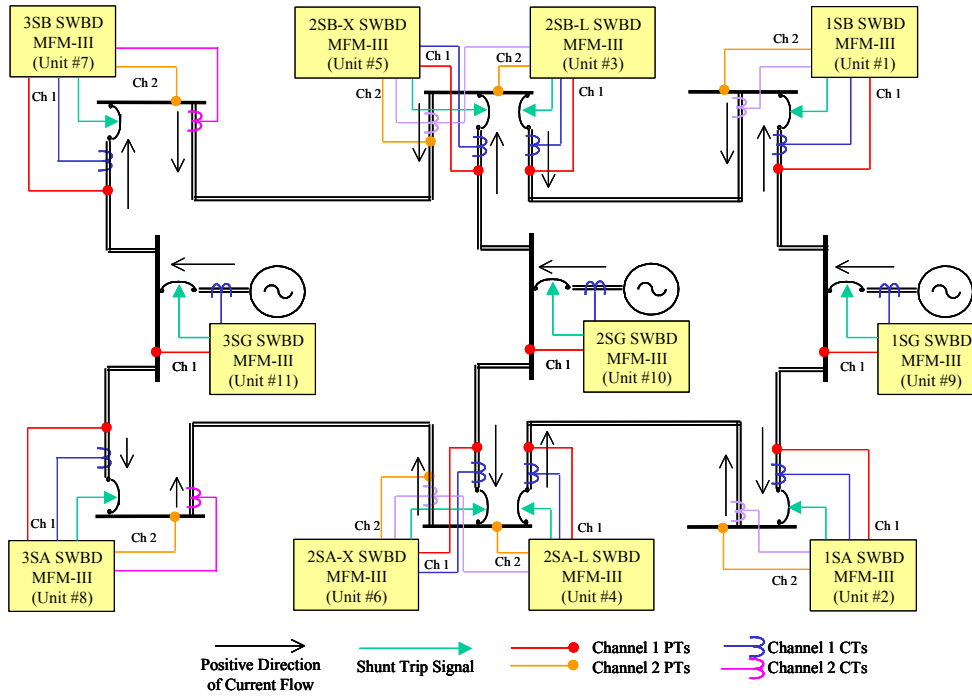 3SB SWBD
MFM-III
(Unit #7)
Ch 1
Ch 2
2SB-X SWBD
MFM-III
(Unit #5)
Ch 1
Ch 2
2SB-L SWBD
MFM-III
(Unit #3)
Ch 2
Ch 1
1SB SWBD
MFM-III
(Unit #1)
Ch 2
Ch 1
3SG SWBD
MFM-III
(Unit #11)
Ch 1
2SG SWBD
MFM-III
(Unit #10)
Ch 1
1SG SWBD
MFM-III
(Unit #9)
Ch 1
3SA SWBD
MFM-III
(Unit #8)
Ch 1
Ch 2
2SA-X SWBD
MFM-III
(Unit #6)
Ch 2
Ch 1
2SA-L SWBD
MFM-III
(Unit #4)
Ch 2
Ch 1
1SA SWBD
MFM-III
(Unit #2)
Ch 1
Ch 2
Positive Direction
of Current Flow
Shunt Trip Signal
Channel 1 PTs
Channel 2 PTs
Channel 1 CTs
Channel 2 CTs